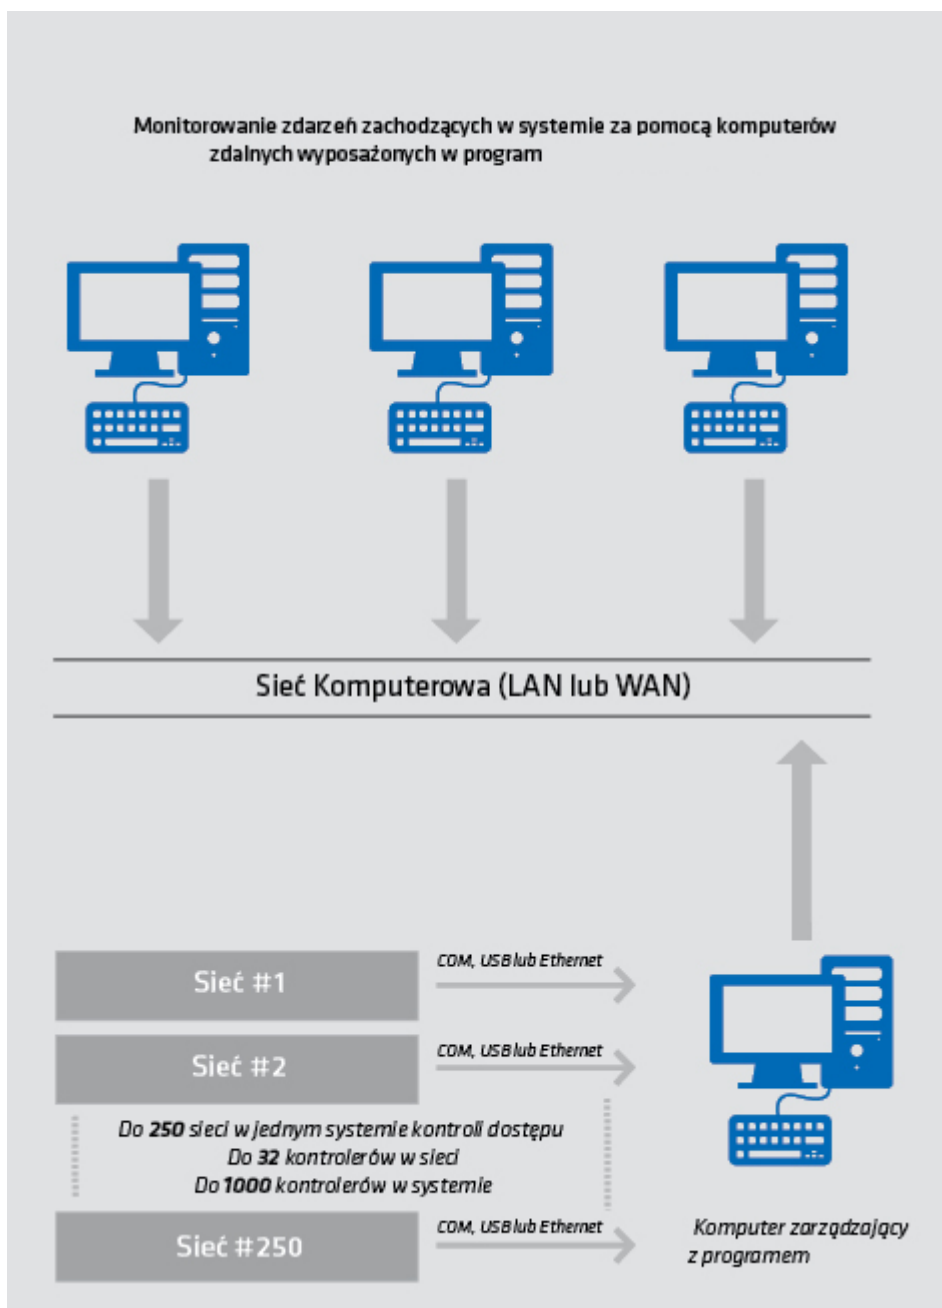 Monitorowanie zdarzeń zachodzących w systemie za pomocą komputerów
zdalnych wyposażonych w program
Sieć Komputerowa (LAN lub WAN)
Sieć #1
COM, USB lub Ethernet
Sieć #2
COM, USB lub Ethernet
Do 250 sieci w jednym systemie kontroli dostępu
Do 32 kontrolerów w sieci
Do 1000 kontrolerów w systemie
Sieć #250
COM, USB lub Ethernet
Komputer zarządzający
z programem